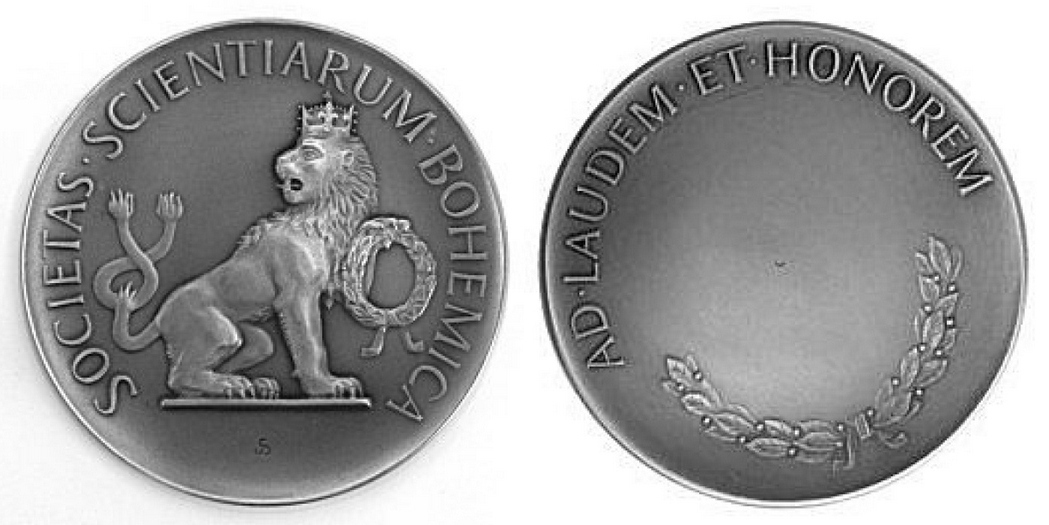 SOCIETAS · SCIENTIARUM · BOHEMICA
AD · LAUDEM · ET · HONOREM